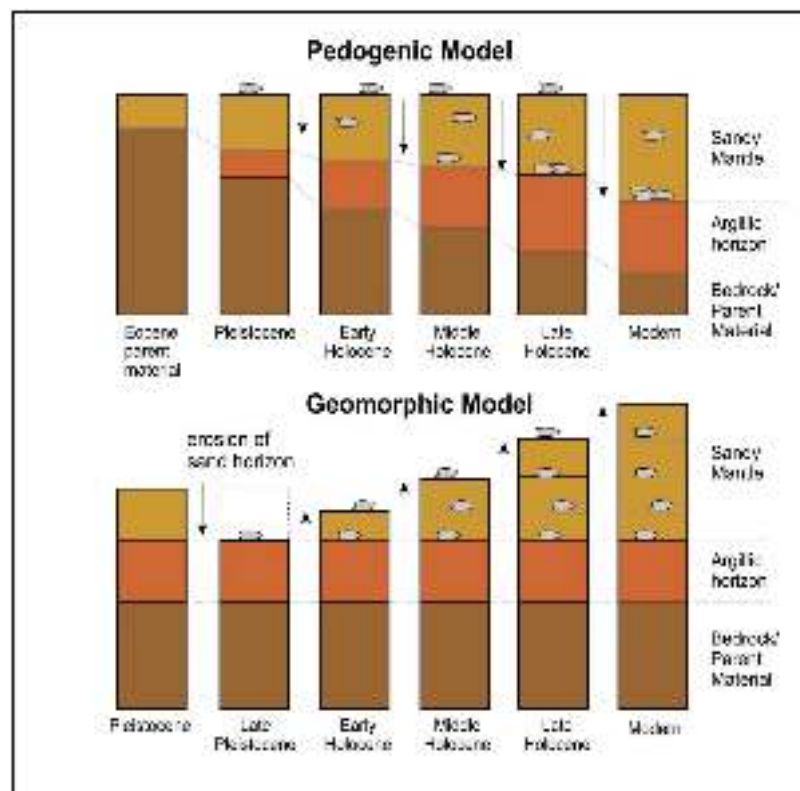 Pedogenic Model
Sandy
Mantle
Argillic
horizon
Bedrock/
Parent
Material
Eocene
parent
material
Pleistocene
Early
Holocene
Middle
Holocene
Late
Holocene
Modern
Geomorphic Model
erosion of
sand horizon
Sandy
Mantle
Argillic
horizon
Bedrock/
Parent
Material
Pleistocene
Late
Pleistocene
Early
Holocene
Middle
Holocene
Late
Holocene
Modern